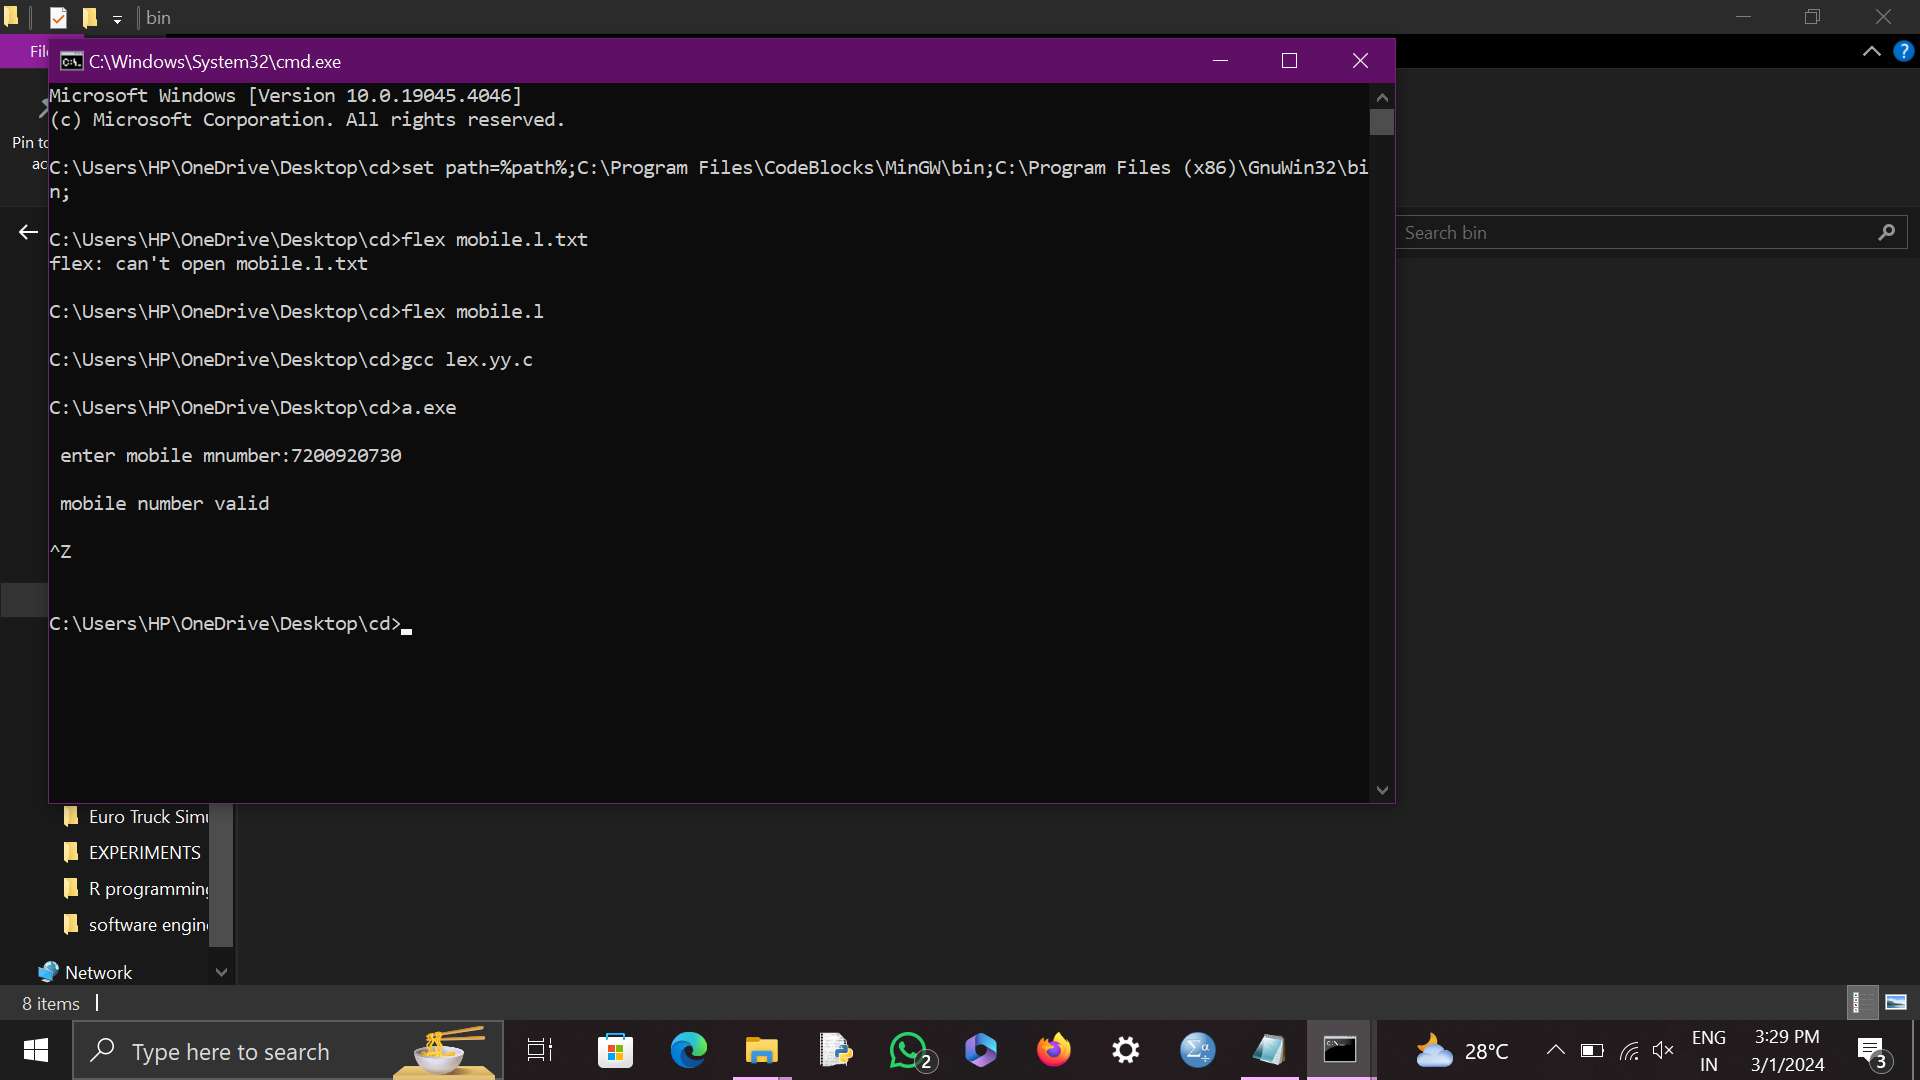 bin
Fil
C:\Windows\System32\cmd.exe
Pin to
ac
Microsoft Windows [Version 10.0.19045.4046]
(c) Microsoft Corporation. All rights reserved.
C:\Users\HP\OneDrive\Desktop\cd>set path=%path%;C:\Program Files\CodeBlocks\MinGW\bin;C:\Program Files (x86)\GnuWin32\bi
n;
C:\Users\HP\OneDrive\Desktop\cd>flex mobile.l.txt
flex: can't open mobile.l.txt
C:\Users\HP\OneDrive\Desktop\cd>flex mobile.l
C:\Users\HP\OneDrive\Desktop\cd>gcc lex.yy.c
C:\Users\HP\OneDrive\Desktop\cd>a.exe
enter mobile mnumber:7200920730
mobile number valid
^Z
C:\Users\HP\OneDrive\Desktop\cd>
Search bin
Euro Truck Simu
EXPERIMENTS
R programming
software engine
Network
8 items
Type here to search
2
28°C
ENG
IN
3:29 PM
3/1/2024
3